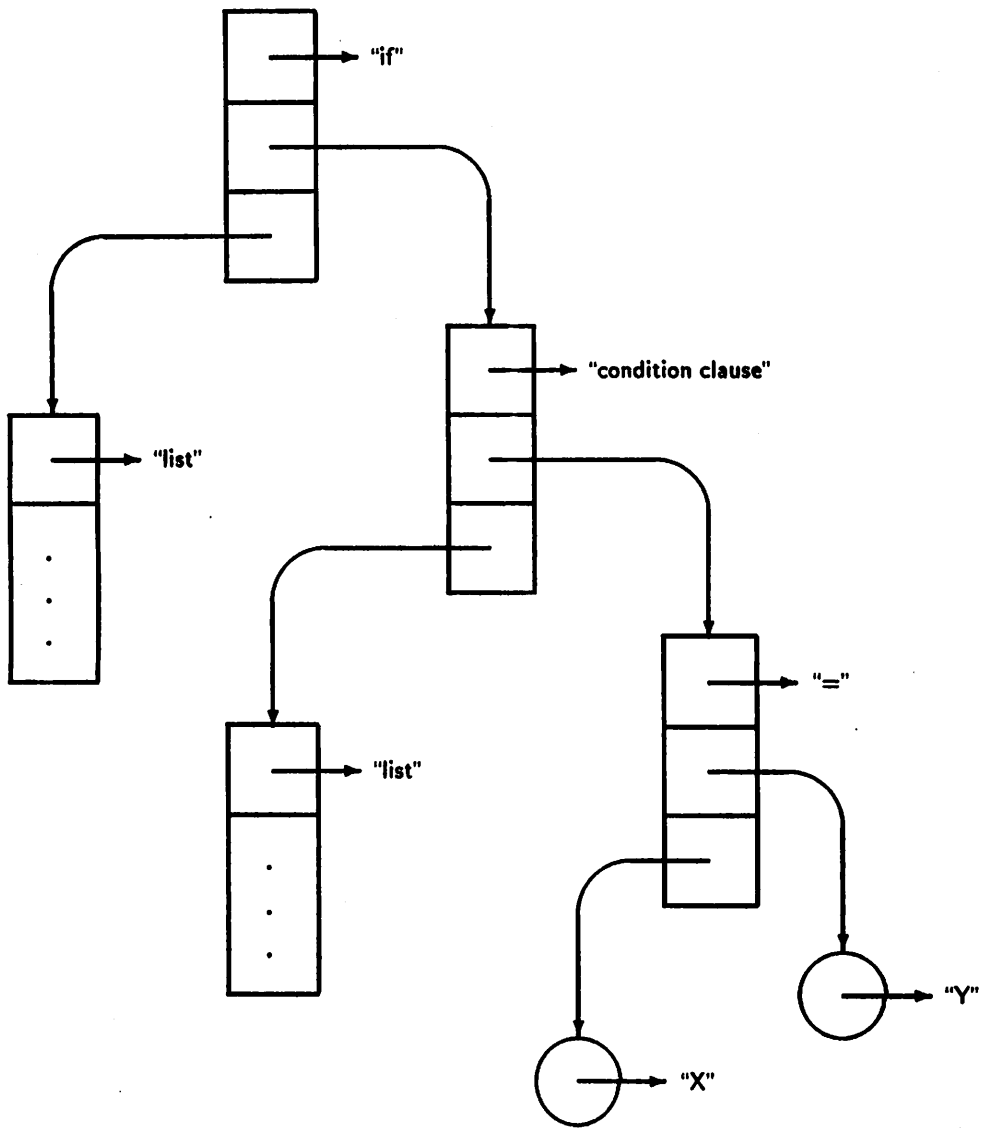 “if”
“condition clause”
“list”
“=”
“list”
“Y”
“X”